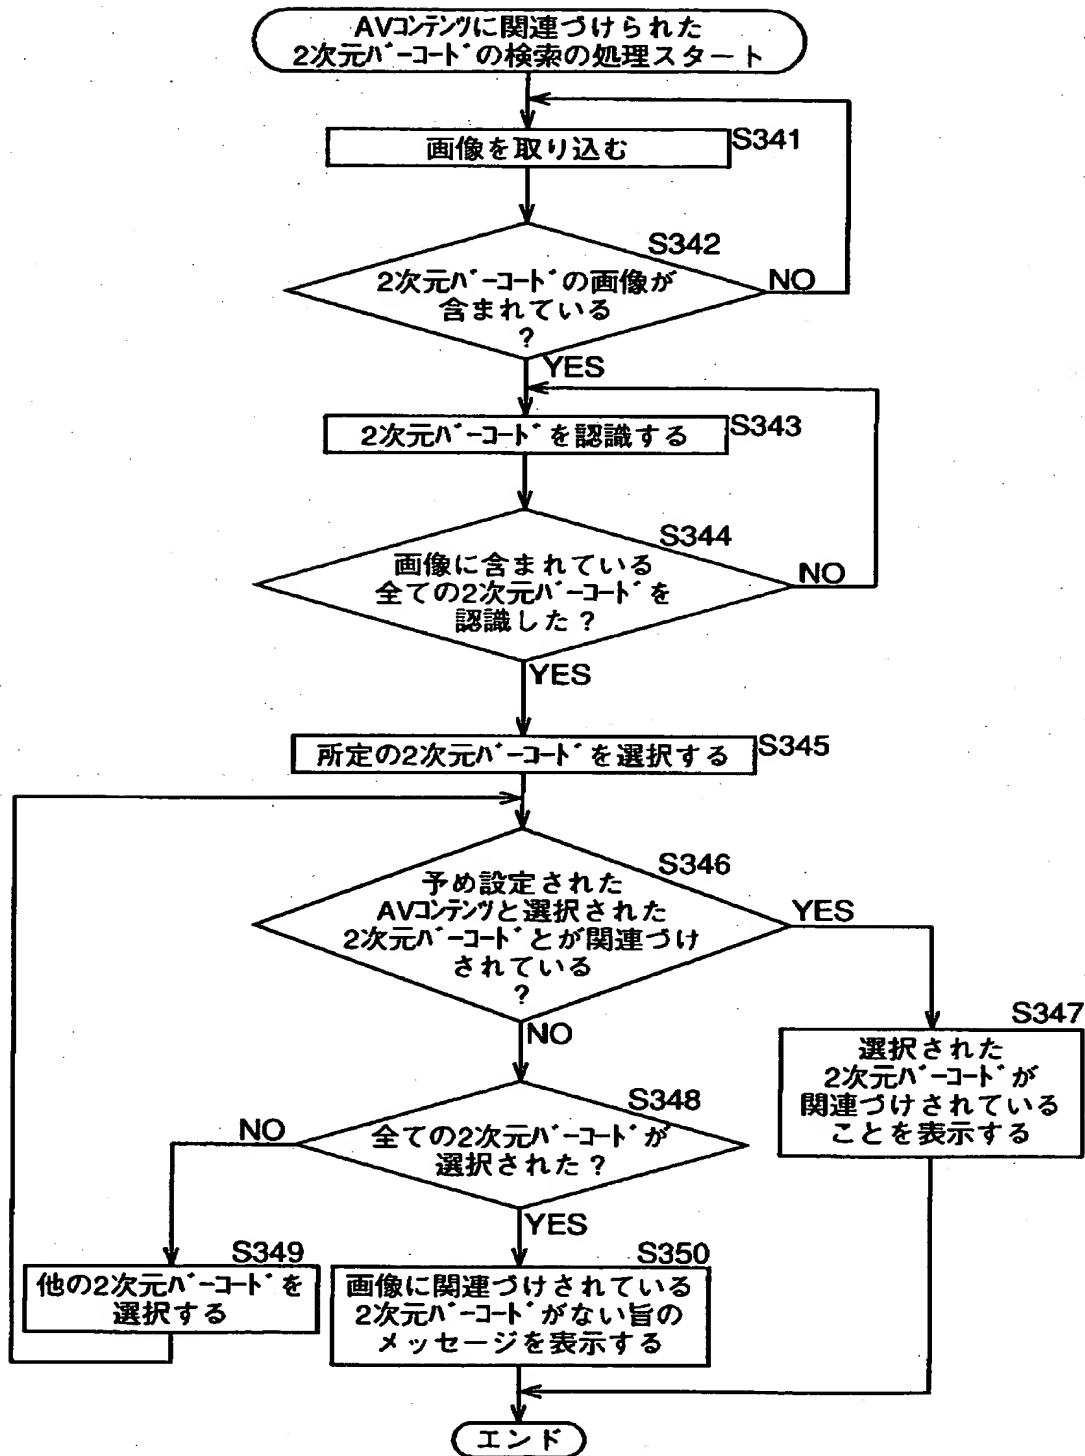 AVコンテンツに関連づけられた
2次元バーコードの検索の処理スタート
画像を取り込む
S341
S342
2次元バーコードの画像が
含まれている
?
NO
YES
2次元バーコードを認識する
S343
S344
画像に含まれている
全ての2次元バーコードを
認識した?
NO
YES
所定の2次元バーコードを選択する
S345
S346
予め設定された
AVコンテンツと選択された
2次元バーコードとが関連づけ
されている
?
YES
NO
S347
選択された
2次元バーコードが
関連づけされている
ことを表示する
S348
全ての2次元バーコードが
選択された?
NO
YES
S349
他の2次元バーコードを
選択する
S350
画像に関連づけされている
2次元バーコードがない旨の
メッセージを表示する
エンド